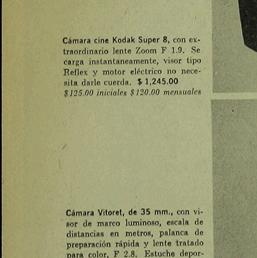 Cámara cine Kodak Super 8, con ex-
traordinario lente Zoom F 1.9. Se
carga instantaneamente, visor tipo
Reflex y motor eléctrico no nece-
sita darle cuerda. $ 1,245.00
$125.00 iniciales $120.00 mensuales
Cámara Vitoret, de 35 mm., con vi-
sor de marco luminoso, escala de
distancias en metros, palanca de
preparación rápida y lente tratado
para color, F 2.8. Estuche depor-